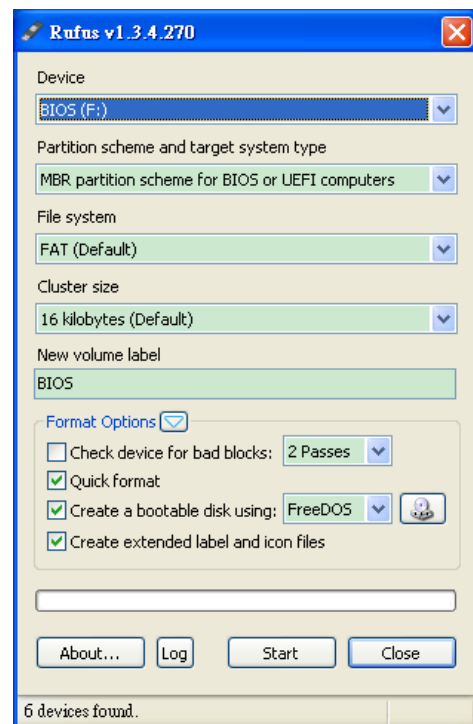 Rufus v1.3.4.270
Device
BIOS (F:)
Partition scheme and target system type
MBR partition scheme for BIOS or UEFI computers
File system
FAT (Default)
Cluster size
16 kilobytes (Default)
New volume label
BIOS
Format Options
Check device for bad blocks: 2 Passes
Quick format
Create a bootable disk using: FreeDOS
Create extended label and icon files
About... Log Start Close
6 devices found.